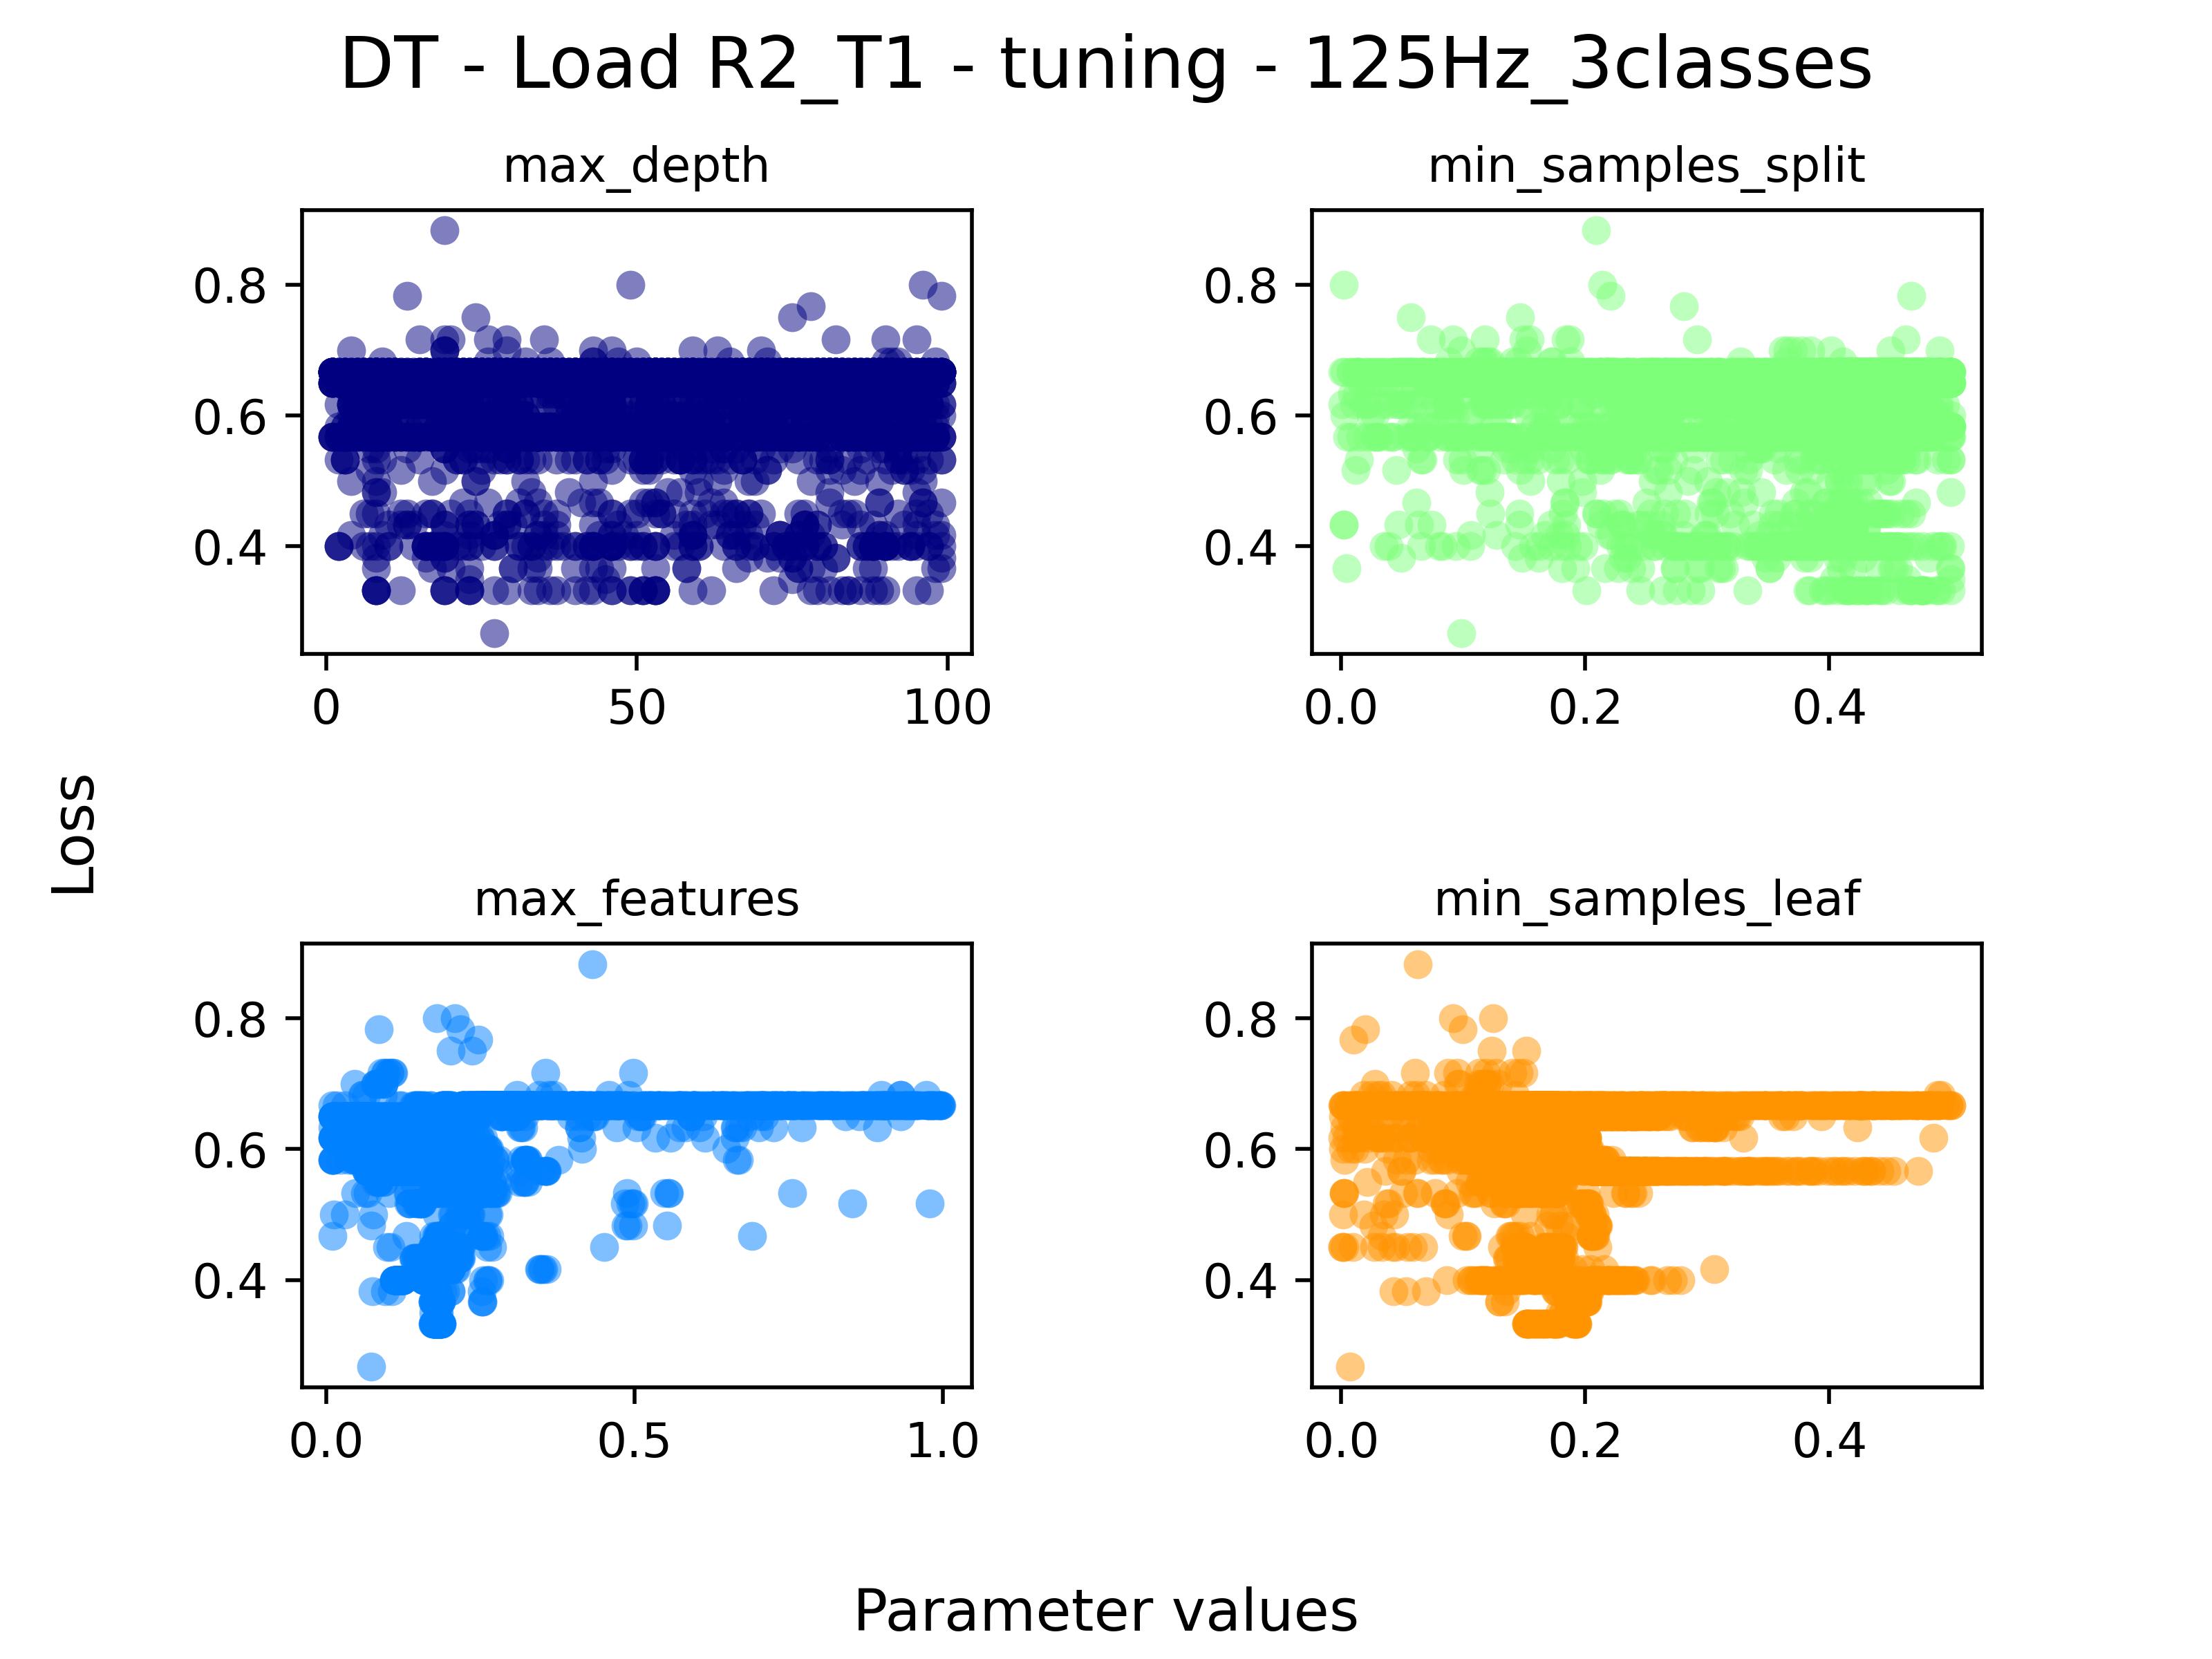 DT - Load R2_T1 - tuning - 125Hz_3classes
max_depth
0.8
0.6
0.4
0 50 100
min_samples_split
0.8
0.6
0.4
0.0 0.2 0.4
Loss
max_features
0.8
0.6
0.4
0.0 0.5 1.0
min_samples_leaf
0.8
0.6
0.4
0.0 0.2 0.4
Parameter values